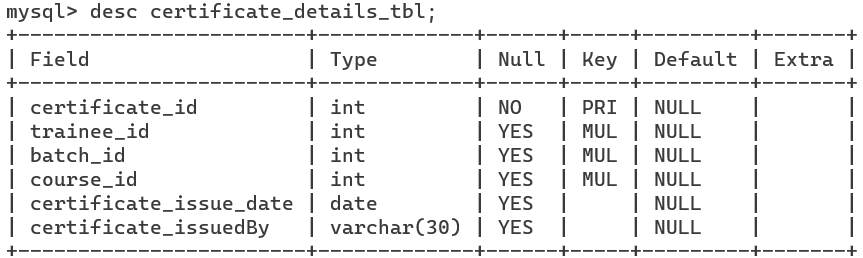 mysql> desc certificate_details_tbl;
+------------------------+-------------+------+-----+---------+-------+
| Field                  | Type        | Null | Key | Default | Extra |
+------------------------+-------------+------+-----+---------+-------+
| certificate_id         | int         | NO   | PRI | NULL    |       |
| trainee_id             | int         | YES  | MUL | NULL    |       |
| batch_id               | int         | YES  | MUL | NULL    |       |
| course_id              | int         | YES  | MUL | NULL    |       |
| certificate_issue_date | date        | YES  |     | NULL    |       |
| certificate_issuedBy   | varchar(30) | YES  |     | NULL    |       |
+------------------------+-------------+------+-----+---------+-------+